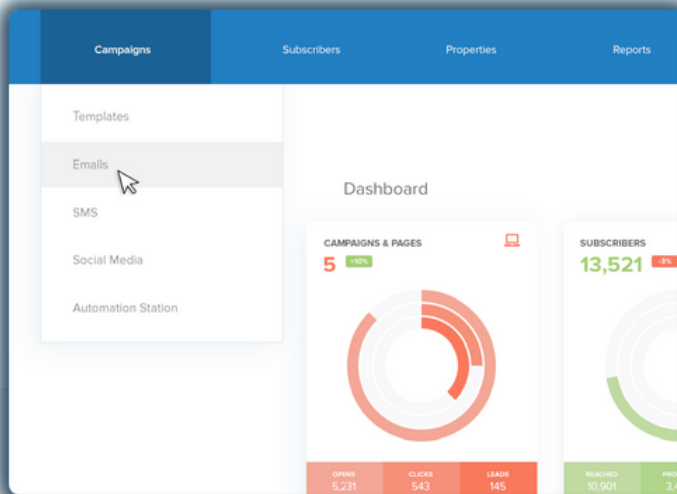 Campaigns
Subscribers
Properties
Reports
Templates
Emails
SMS
Social Media
Automation Station
Dashboard
CAMPAIGNS & PAGES
5 +10%
SUBSCRIBERS
13,521 -3%
OPENS
5,231
CLICKS
543
LEADS
145
REACHED
10,901